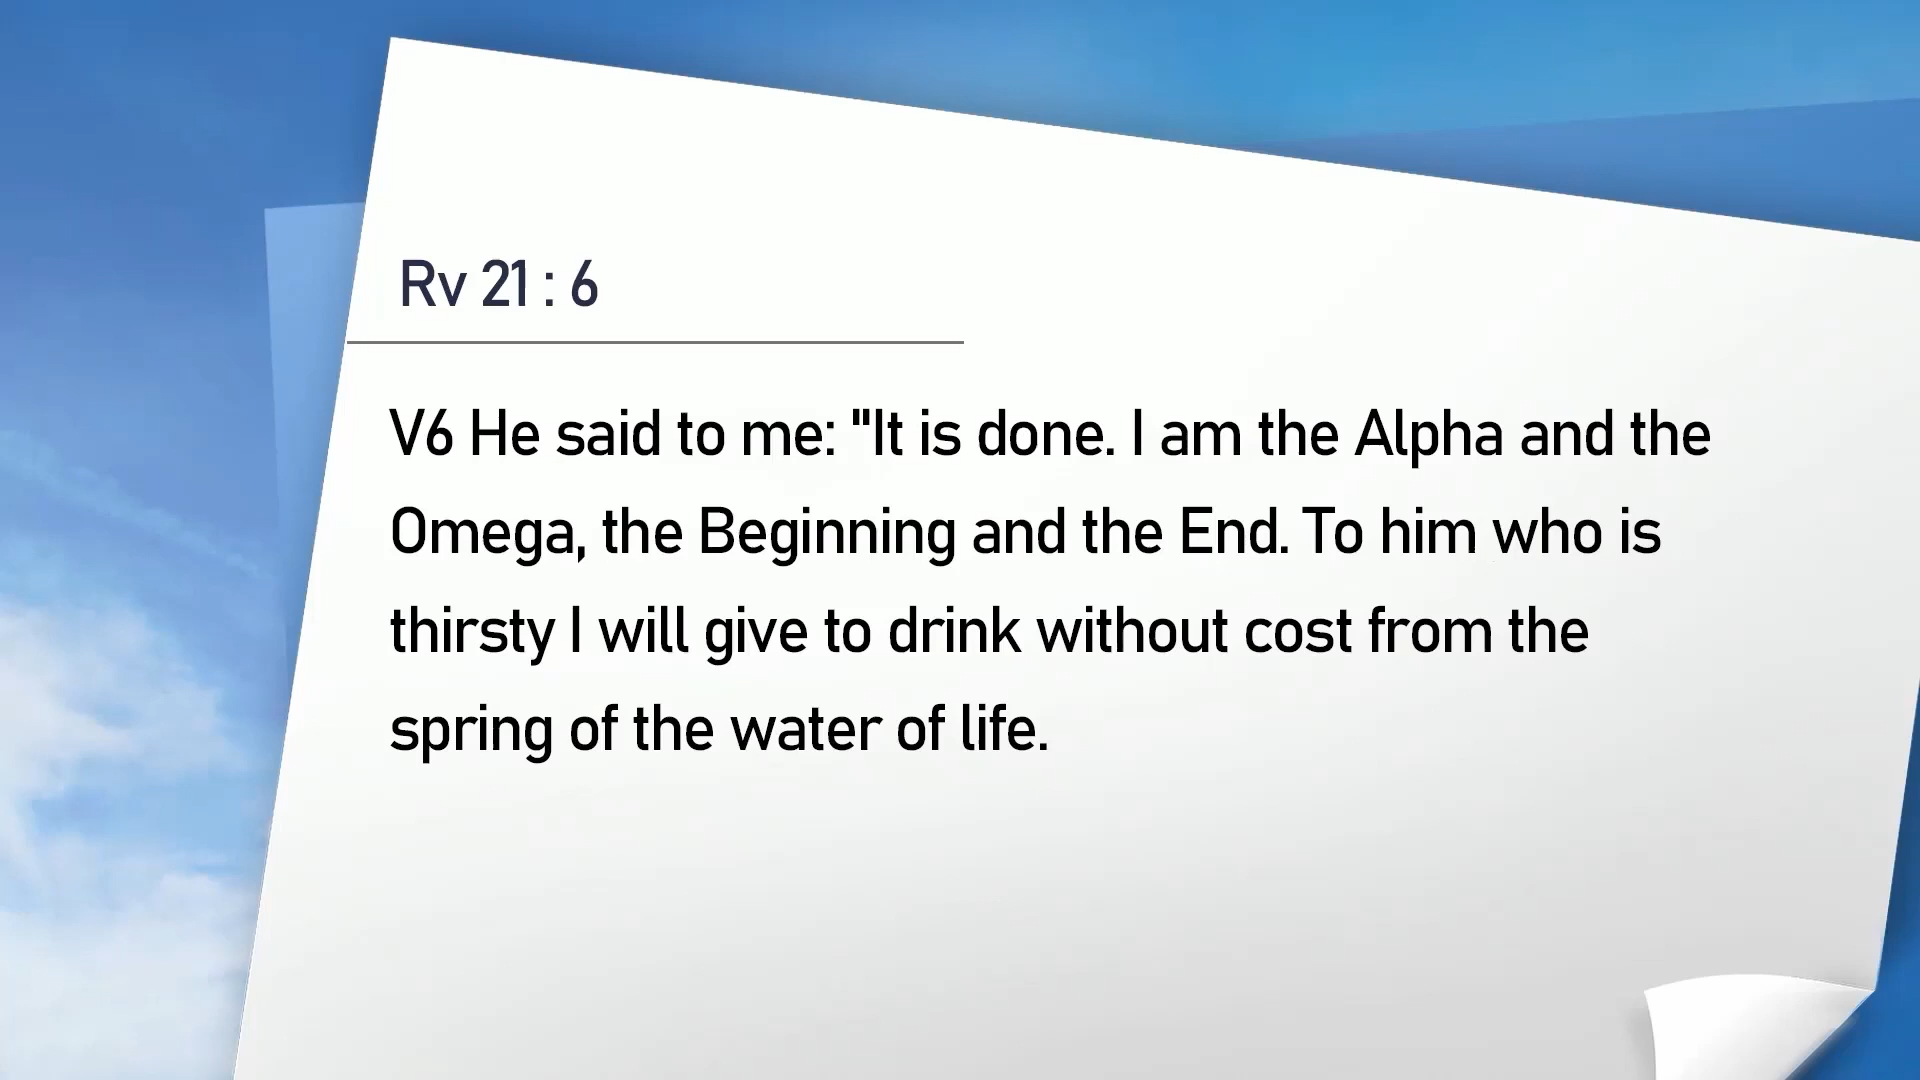 Rv 21 : 6
V6 He said to me: "It is done. I am the Alpha and the
Omega, the Beginning and the End. To him who is
thirsty I will give to drink without cost from the
spring of the water of life.